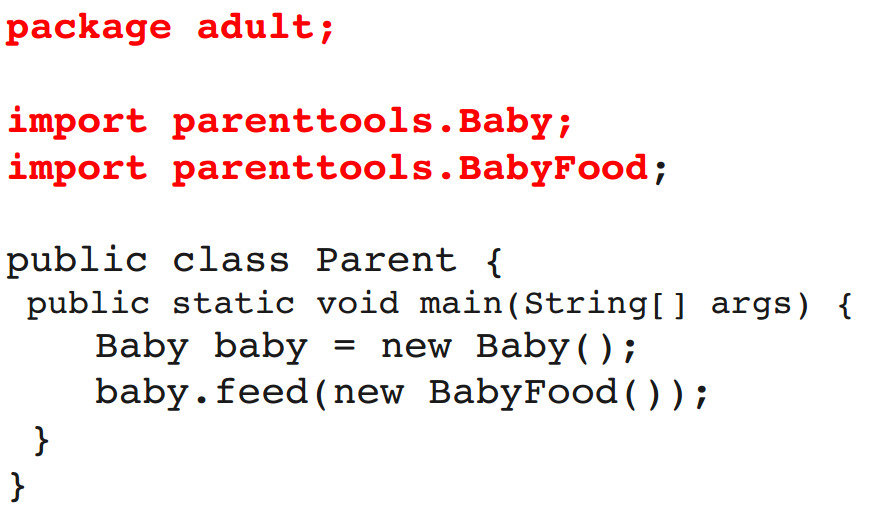 package adult;
import parenttools.Baby;
import parenttools.BabyFood;
public class Parent {
public static void main(String[] args) {
Baby baby = new Baby();
baby.feed(new BabyFood());
}
}